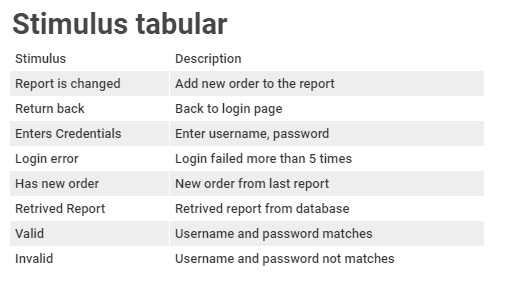 Stimulus tabular
Stimulus Description
Report is changed Add new order to the report
Return back Back to login page
Enters Credentials Enter username, password
Login error Login failed more than 5 times
Has new order New order from last report
Retrived Report Retrived report from database
Valid Username and password matches
Invalid Username and password not matches